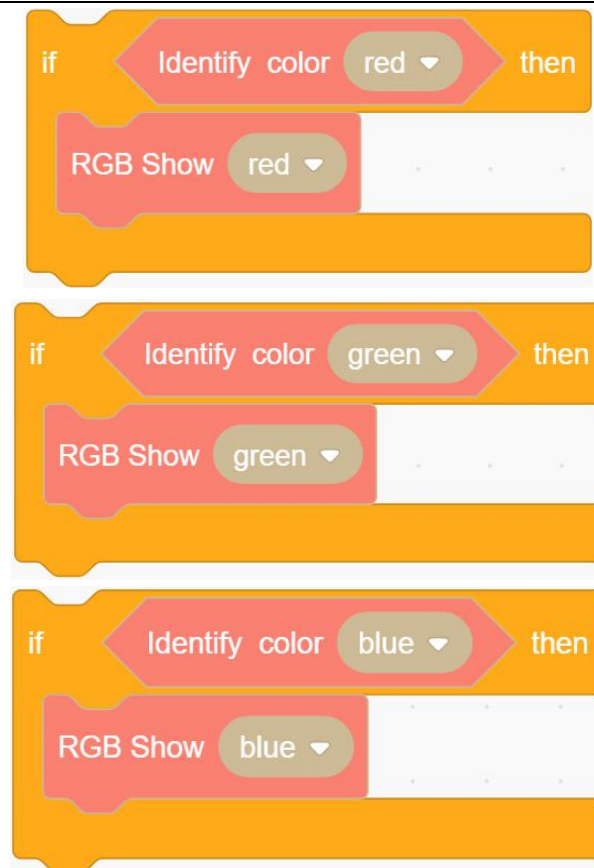 if Identify color red then
RGB Show red
if Identify color green then
RGB Show green
if Identify color blue then
RGB Show blue